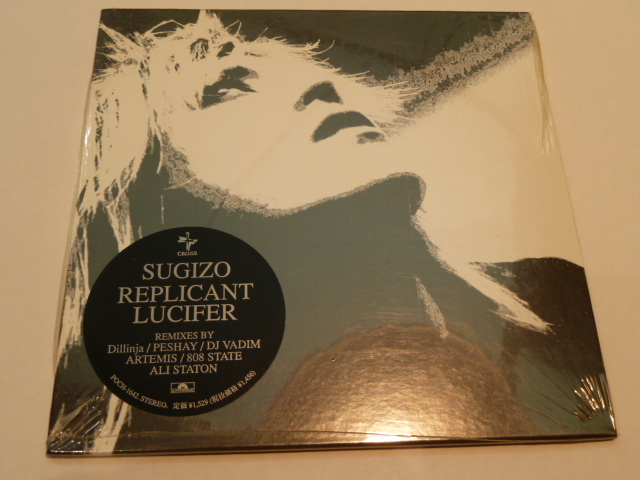 CROSS
SUGIZO
REPLICANT
LUCIFER
REMIXES BY
Dillinja / PESHAY / DJ VADIM
ARTEMIS / 808 STATE
ALI STATON
POCH-1642. STEREO. 定価 ¥1,529 (税抜価格 ¥1,456)